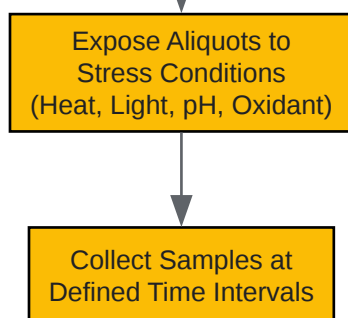 Expose Aliquots to
Stress Conditions
(Heat, Light, pH, Oxidant)
Collect Samples at
Defined Time Intervals